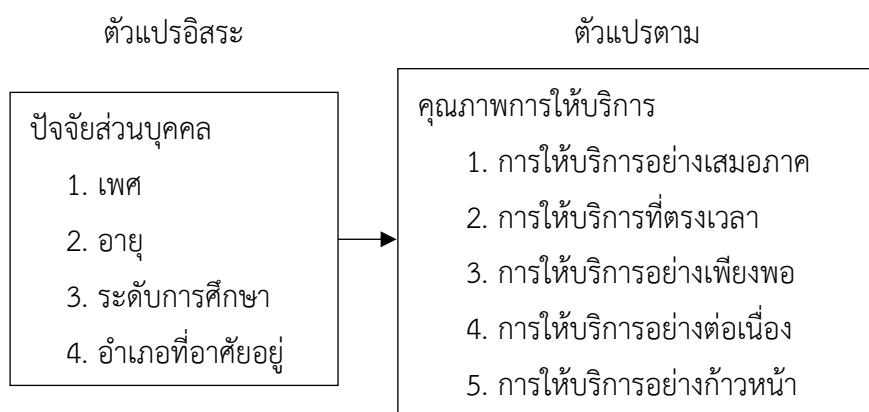 ตัวแปรอิสระ
ตัวแปรตาม
ปัจจัยส่วนบุคคล
1. เพศ
2. อายุ
3. ระดับการศึกษา
4. อำเภอที่อาศัยอยู่
คุณภาพการให้บริการ
1. การให้บริการอย่างเสมอภาค
2. การให้บริการที่ตรงเวลา
3. การให้บริการอย่างเพียงพอ
4. การให้บริการอย่างต่อเนื่อง
5. การให้บริการอย่างก้าวหน้า